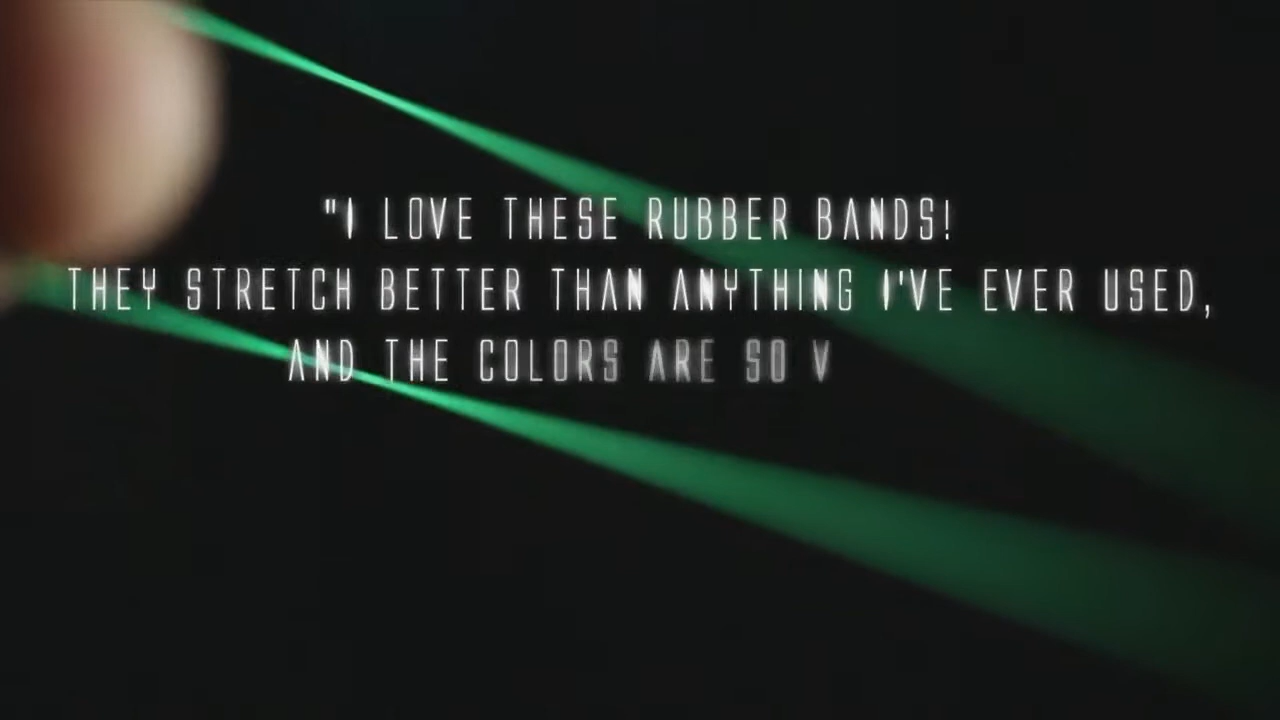 "I LOVE THESE RUBBER BANDS!
THEY STRETCH BETTER THAN ANYTHING I'VE EVER USED,
AND THE COLORS ARE SO V